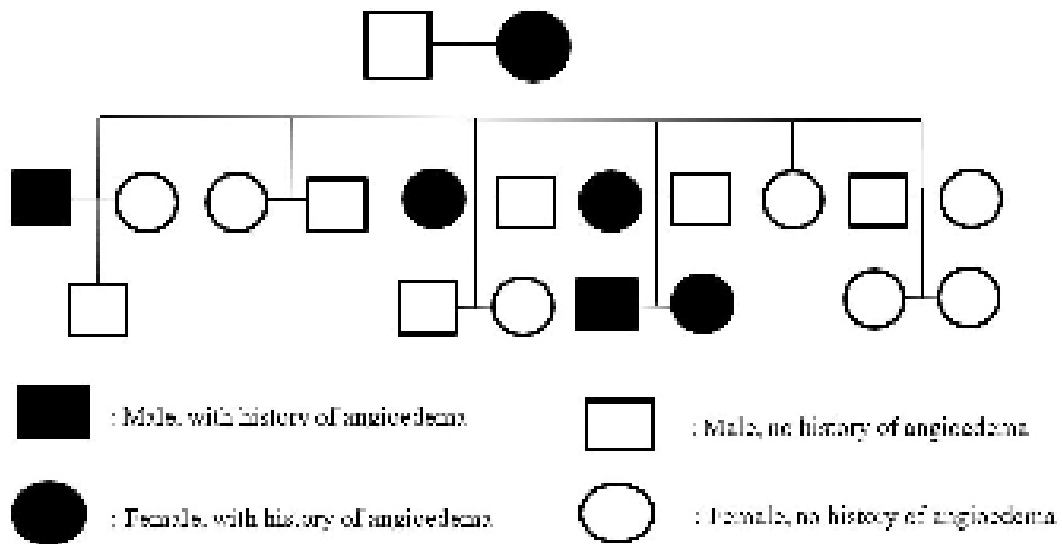 : Male, with history of angioedema
: Male, no history of angioedema
: Female, with history of angioedema
: Female, no history of angioedema